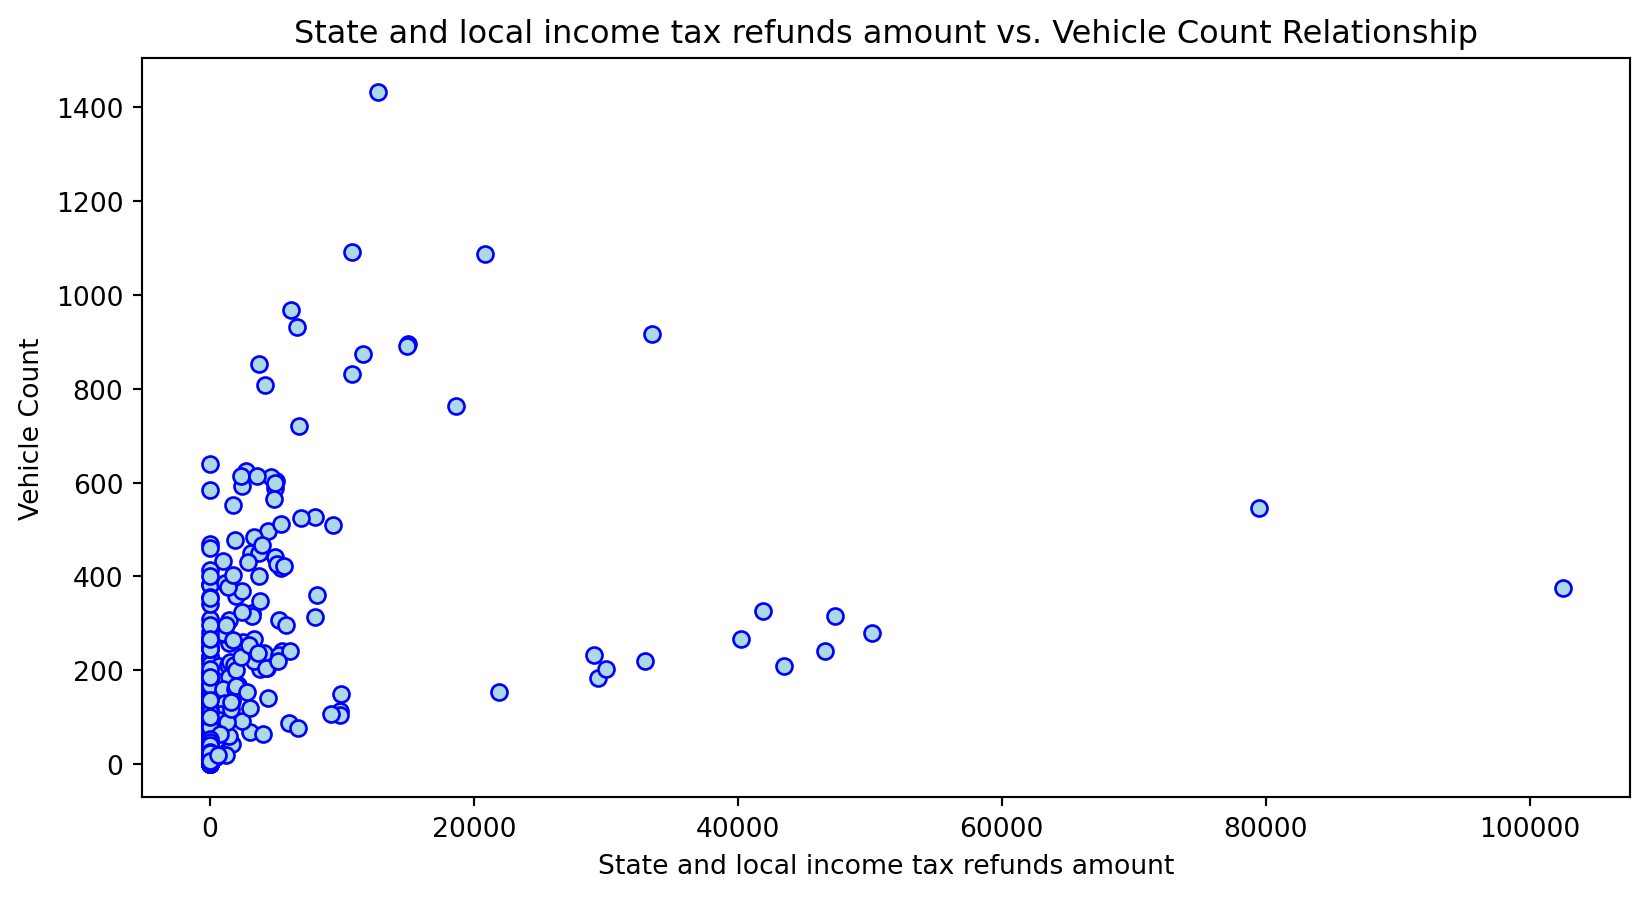 State and local income tax refunds amount vs. Vehicle Count Relationship
1400
1200
1000
800
600
400
200
0
Vehicle Count
0 20000 40000 60000 80000 100000
State and local income tax refunds amount